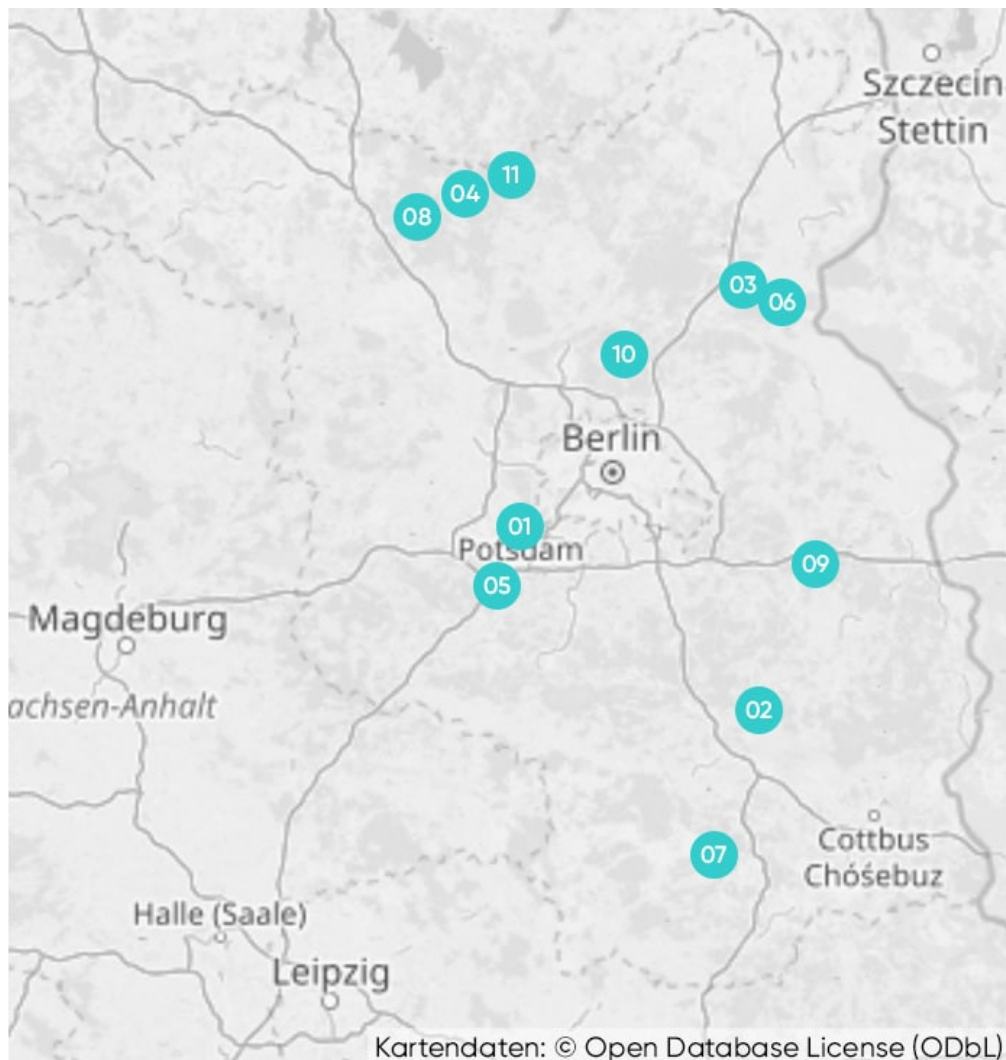 Szczecin
Stettin
11
04
08
03
06
10
Berlin
01
Potsdam
09
05
Magdeburg
achsen-Anhalt
02
Cottbus
Chóśebuz
07
Halle (Saale)
Leipzig
Kartendaten: © Open Database License (ODbL)